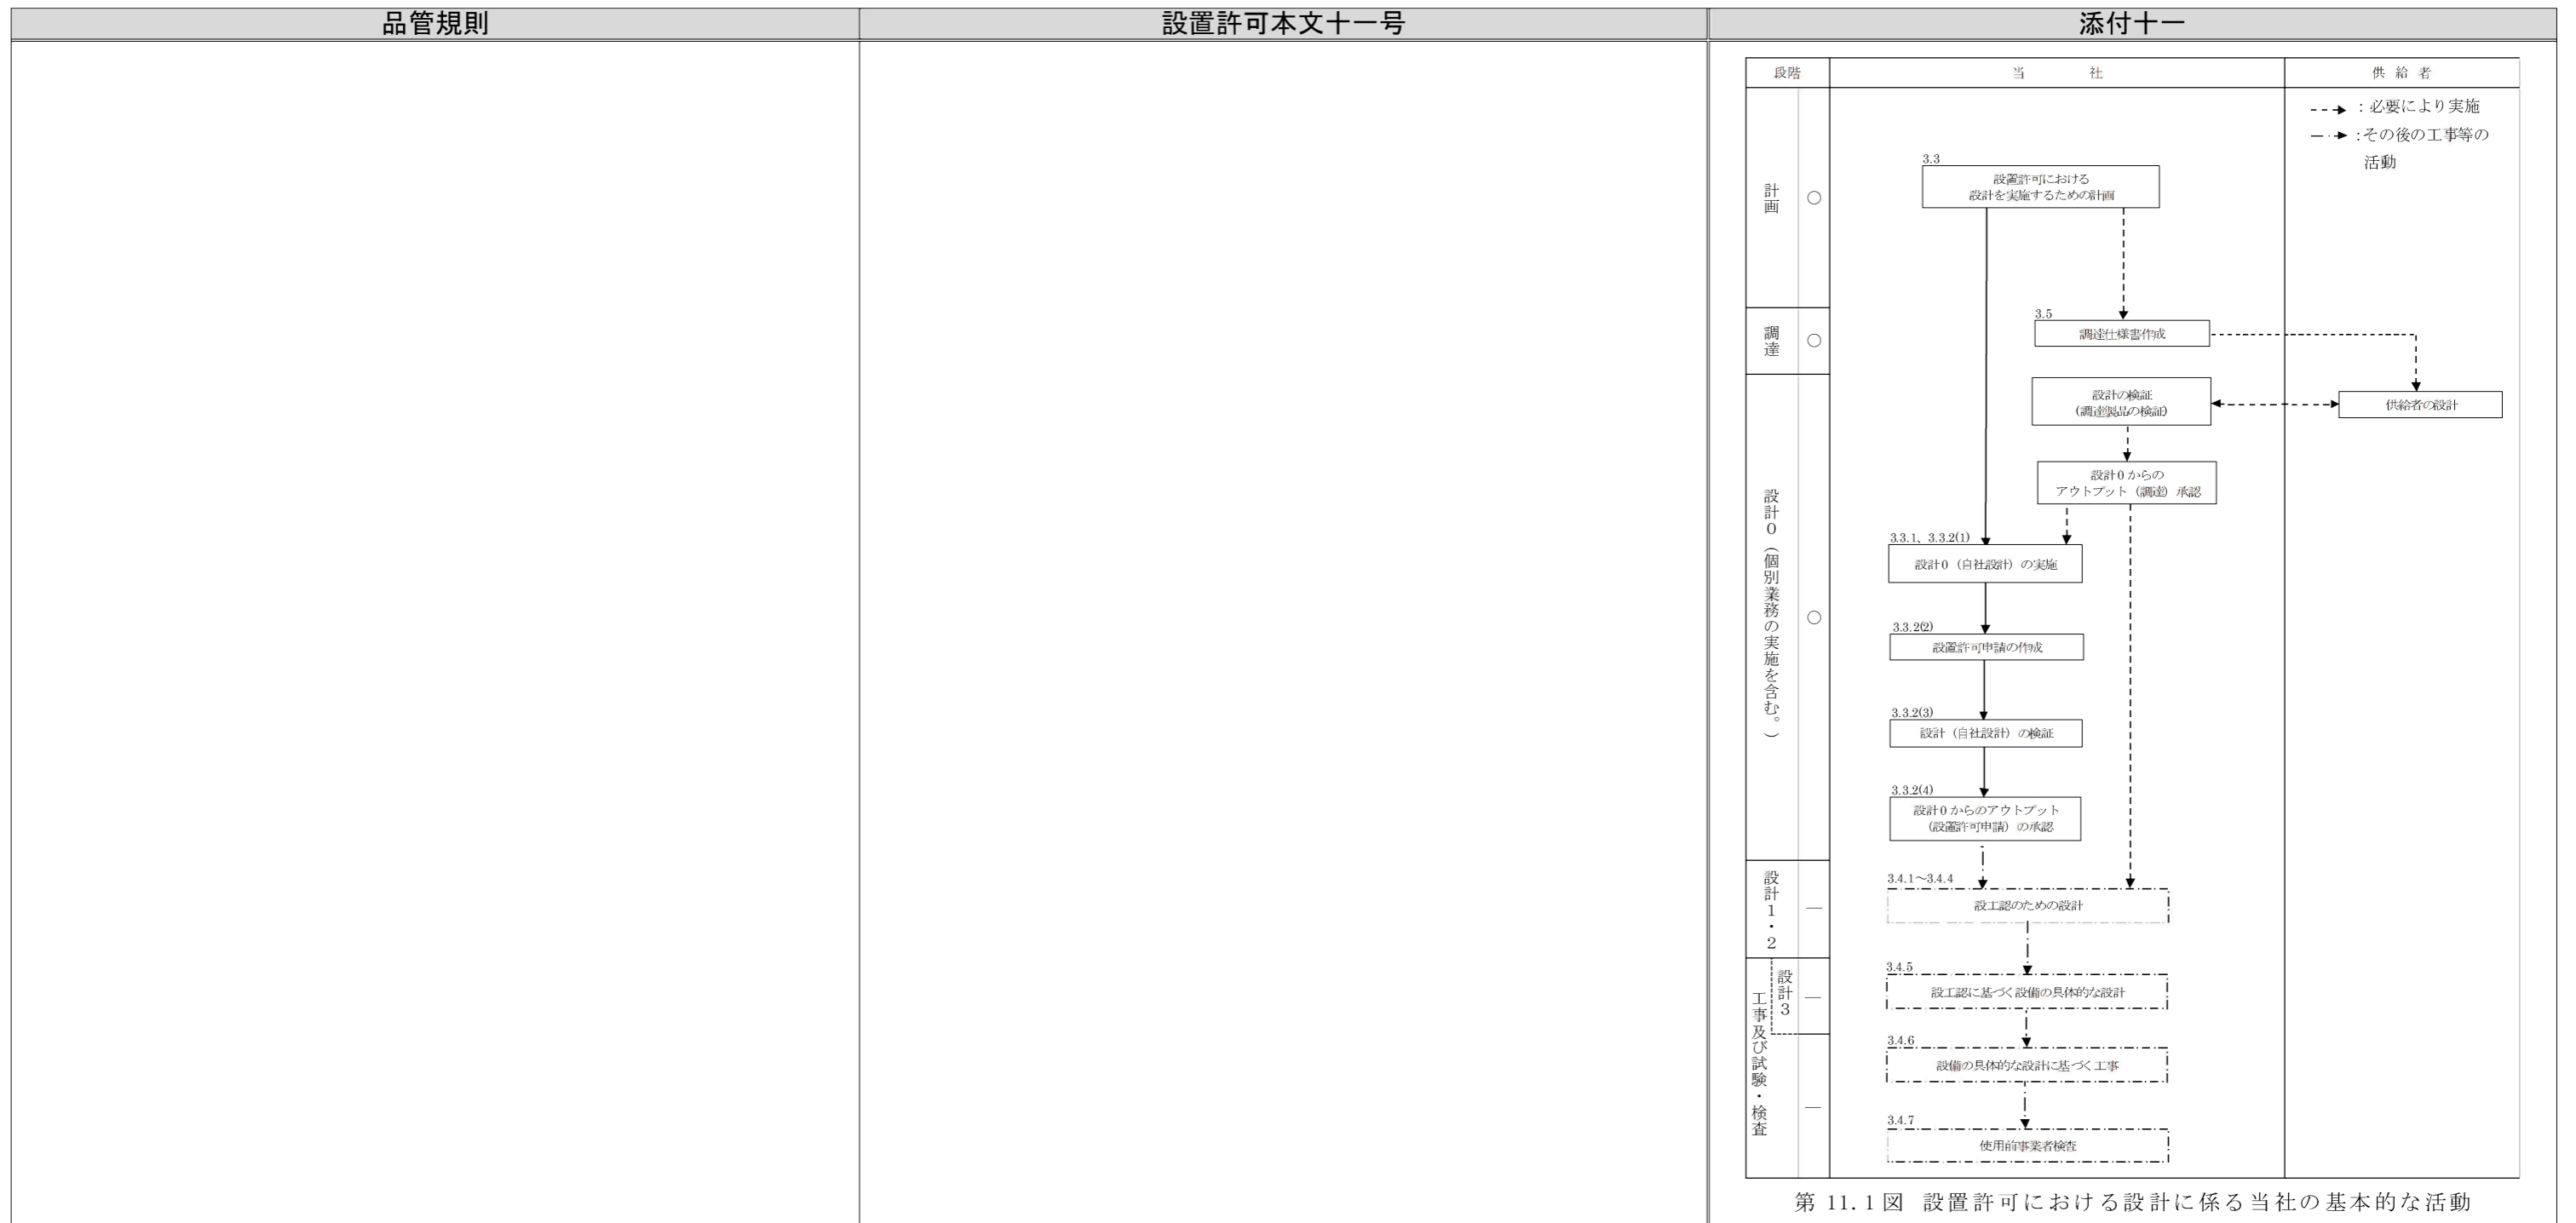 品管規則
設置許可本文十一号
添付十一
段階
当 社
供 給 者
：必要により実施
：その後の工事等の
活動
計画
○
3.3
設置許可における
設計を実施するための計画
調達
○
3.5
調達仕様書作成
設計０（個別業務の実施を含む。）
○
設計の検証
（調達製品の検証）
供給者の設計
設計0 からの
アウトプット（調達）承認
3.3.1、3.3.2(1)
設計0（自社設計）の実施
3.3.2(2)
設置許可申請の作成
3.3.2(3)
設計（自社設計）の検証
3.3.2(4)
設計0 からのアウトプット
（設置許可申請）の承認
設計１・２
―
3.4.1～3.4.4
設工認のための設計
工事及び試験・検査
設計３
―
3.4.5
設工認に基づく設備の具体的な設計
3.4.6
設備の具体的な設計に基づく工事
―
3.4.7
使用前事業者検査
第 11.1 図 設置許可における設計に係る当社の基本的な活動